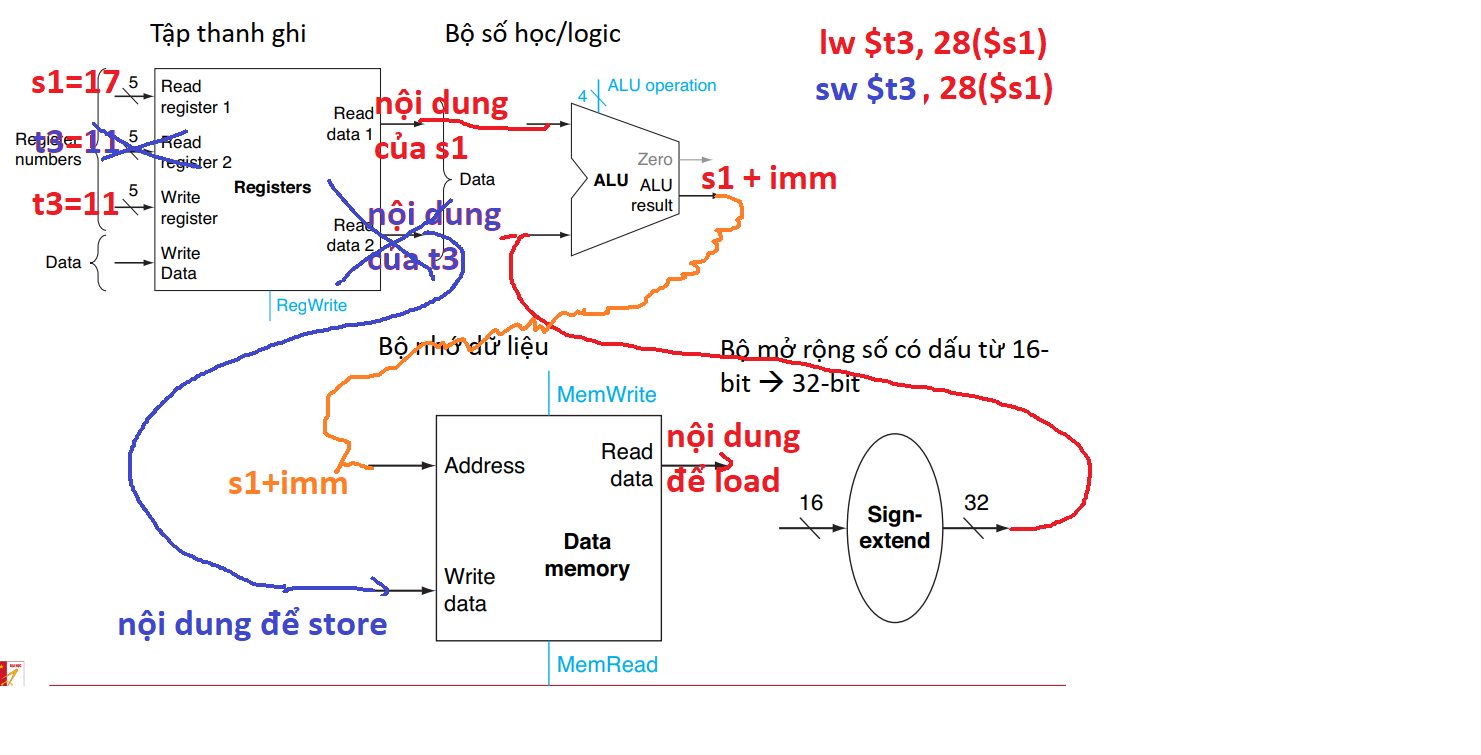 Tập thanh ghi
Bộ số học/logic
lw $t3, 28($s1)
sw $t3 , 28($s1)
s1=17
5
Read
register 1
t3=11
5
Read
register 2
Register
numbers
t3=11
5
Write
register
Data
Write
Data
Registers
Read
data 1
Read
data 2
RegWrite
nội dung
của s1
nội dung
của t3
Data
4
ALU operation
Zero
ALU
ALU
result
s1 + imm
Bộ nhớ dữ liệu
Bộ mở rộng số có dấu từ 16-
bit → 32-bit
MemWrite
s1+imm
Address
Read
data
nội dung
để load
Data
memory
Write
data
nội dung để store
MemRead
16
Sign-
extend
32